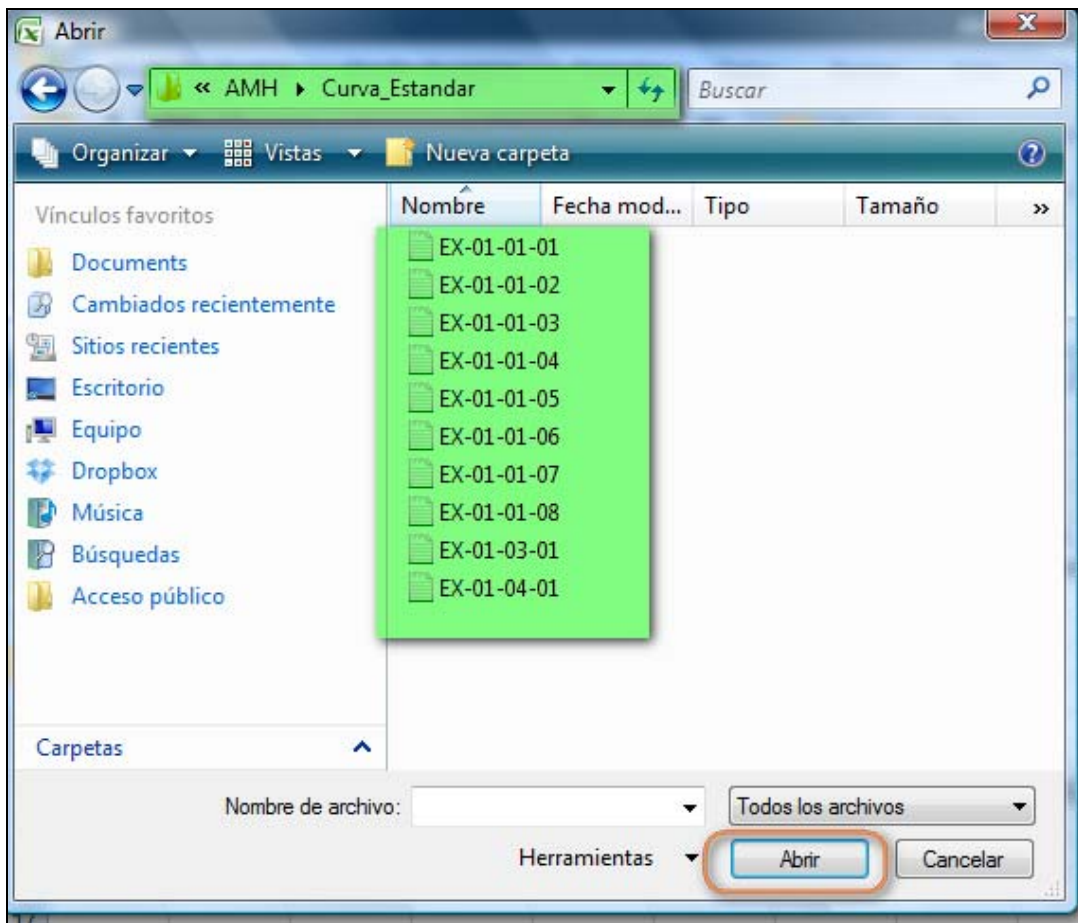 Abrir
« AMH Curva_Estandar Buscar
Organizar Vistas Nueva carpeta
Vínculos favoritos
Documents
Cambiados recientemente
Sitios recientes
Escritorio
Equipo
Dropbox
Música
Búsquedas
Acceso público
Carpetas
Nombre Fecha mod... Tipo Tamaño »
EX-01-01-01
EX-01-01-02
EX-01-01-03
EX-01-01-04
EX-01-01-05
EX-01-01-06
EX-01-01-07
EX-01-01-08
EX-01-03-01
EX-01-04-01
Nombre de archivo: Todos los archivos
Herramientas Abrir Cancelar